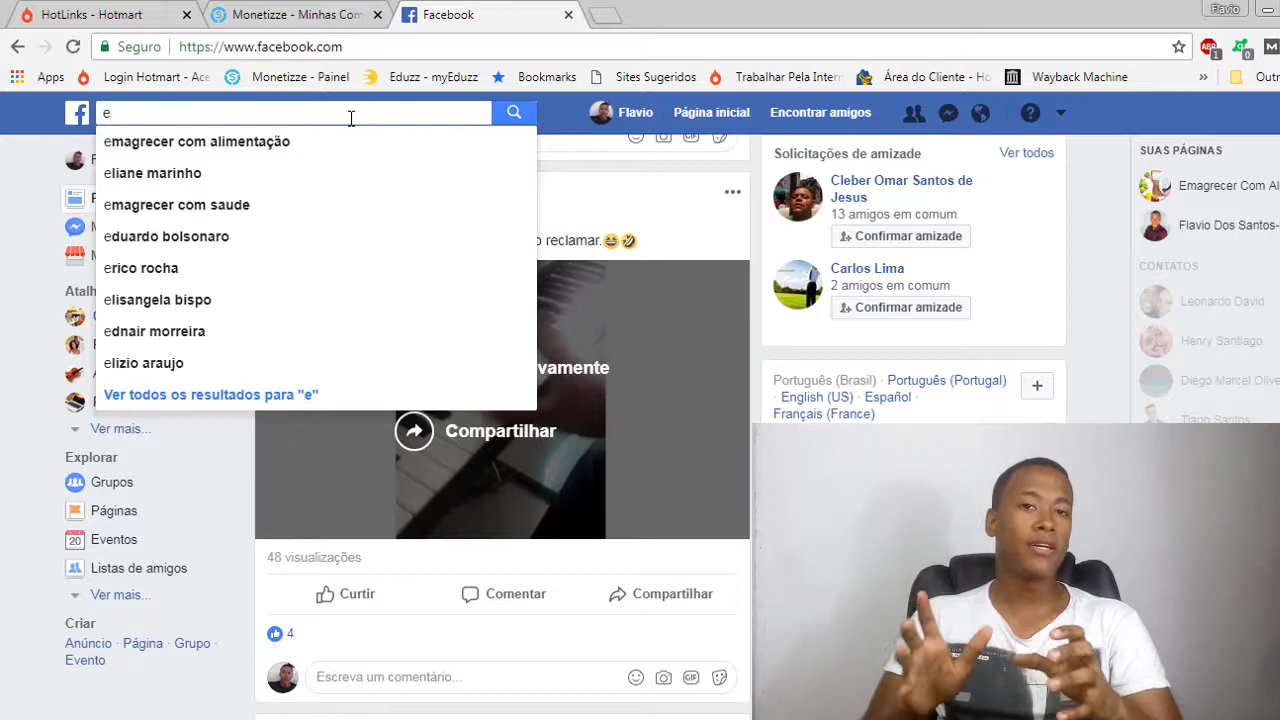 HotLinks - Hotmart
Monetizze - Minhas Com
Facebook
Flavio
Seguro
https://www.facebook.com
1
0
M
Apps
Login Hotmart - Ace
Monetizze - Painel
Eduzz - myEduzz
Bookmarks
Sites Sugeridos
Trabalhar Pela Inter
Área do Cliente - Ho
Wayback Machine
»
Outr
e
Flavio
Página inicial
Encontrar amigos
emagrecer com alimentação
eliane marinho
emagrecer com saude
eduardo bolsonaro
erico rocha
elisangela bispo
ednair morreira
elizio araujo
Ver todos os resultados para "e"
F
F
M
M
Atalh
C
F
A
F
Ver mais...
Explorar
Grupos
Páginas
20 Eventos
Listas de amigos
Ver mais...
Criar
Anúncio · Página · Grupo ·
Evento
GIF
o reclamar.😆🤣
vamente
Compartilhar
48 visualizações
Curtir
Comentar
Compartilhar
4
Escreva um comentário...
GIF
Solicitações de amizade
Ver todos
Cleber Omar Santos de
Jesus
13 amigos em comum
Confirmar amizade
Carlos Lima
2 amigos em comum
Confirmar amizade
Português (Brasil) · Português (Portugal)
· English (US) · Español ·
Français (France)
SUAS PÁGINAS
Emagrecer Com Al
Flavio Dos Santos-
CONTATOS
Leonardo David
Henry Santiago
Diego Marcel Olive
Tiago Santos